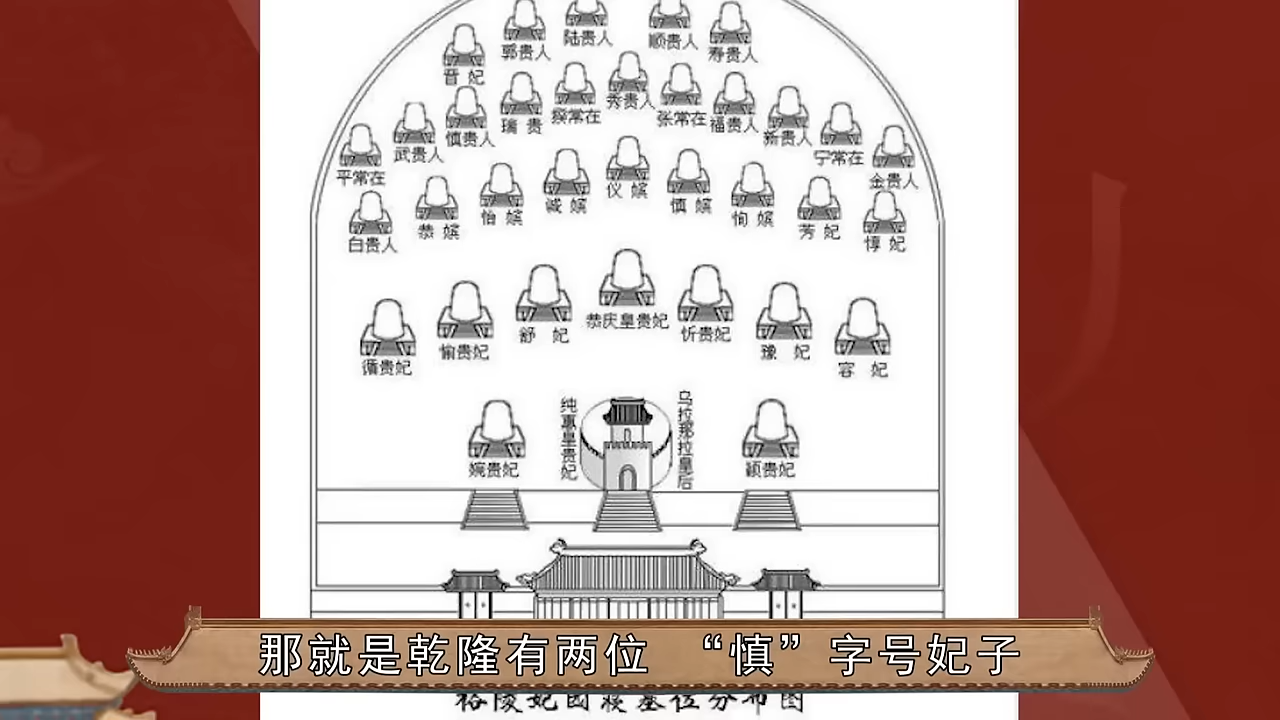 陆贵人 顺贵人
郭贵人 寿贵人
晋妃
秀贵人
揆常在 张常在
瑞贵 福贵人
慎贵人 新贵人
武贵人 宁常在
平常在 金贵人
仪嫔
诚嫔 慎嫔
怡嫔 恂嫔
恭嫔 芳妃
白贵人 惇妃
恭庆皇贵妃
舒妃 忻贵妃
愉贵妃 豫妃
循贵妃 容妃
纯惠皇贵妃 乌拉那拉皇后
婉贵妃 颖贵妃
那就是乾隆有两位 “慎”字号妃子
裕陵妃园寝墓位分布图